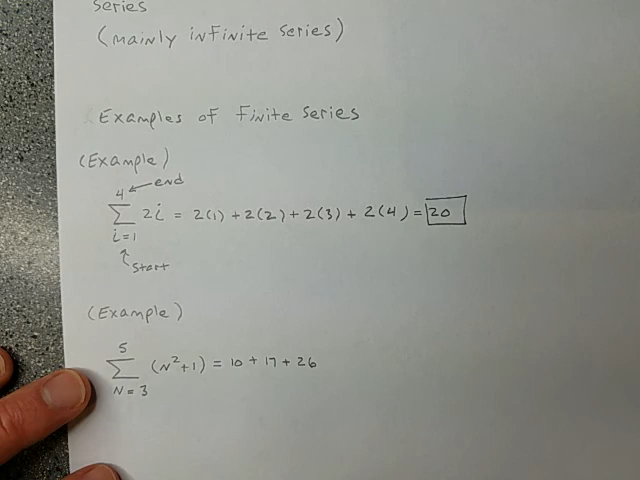 series
(mainly infinite series)
Examples of Finite Series
(Example)
4 ← end
∑ 2i = 2(1) + 2(2) + 2(3) + 2(4) = 20
i=1
↑ start
(Example)
5
∑ (N²+1) = 10 + 17 + 26
N=3